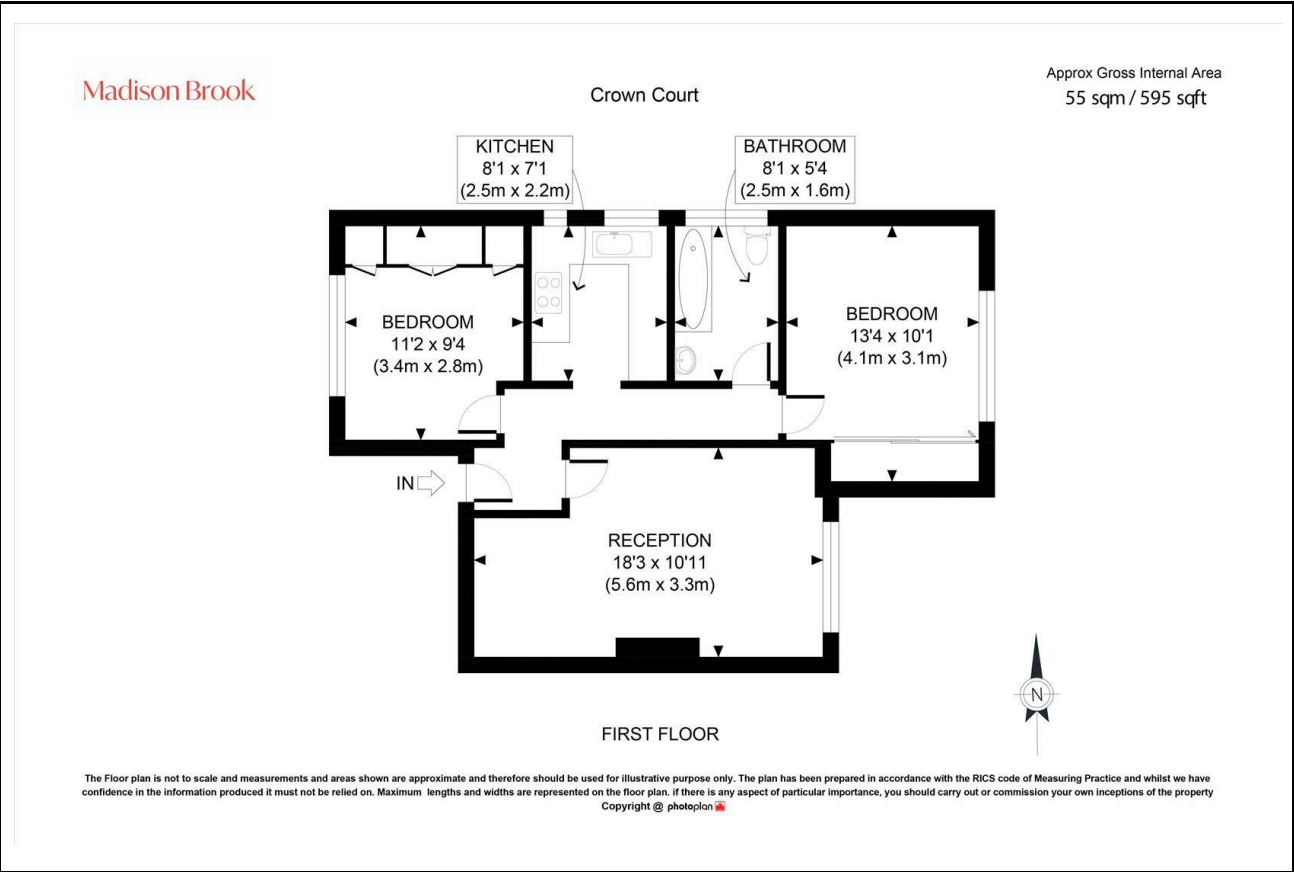 Madison Brook
Crown Court
Approx Gross Internal Area
55 sqm / 595 sqft
KITCHEN
8'1 x 7'1
(2.5m x 2.2m)
BATHROOM
8'1 x 5'4
(2.5m x 1.6m)
BEDROOM
11'2 x 9'4
(3.4m x 2.8m)
BEDROOM
13'4 x 10'1
(4.1m x 3.1m)
IN
RECEPTION
18'3 x 10'11
(5.6m x 3.3m)
N
FIRST FLOOR
The Floor plan is not to scale and measurements and areas shown are approximate and therefore should be used for illustrative purpose only. The plan has been prepared in accordance with the RICS code of Measuring Practice and whilst we have
confidence in the information produced it must not be relied on. Maximum lengths and widths are represented on the floor plan. if there is any aspect of particular importance, you should carry out or commission your own inceptions of the property
Copyright @ photoplan